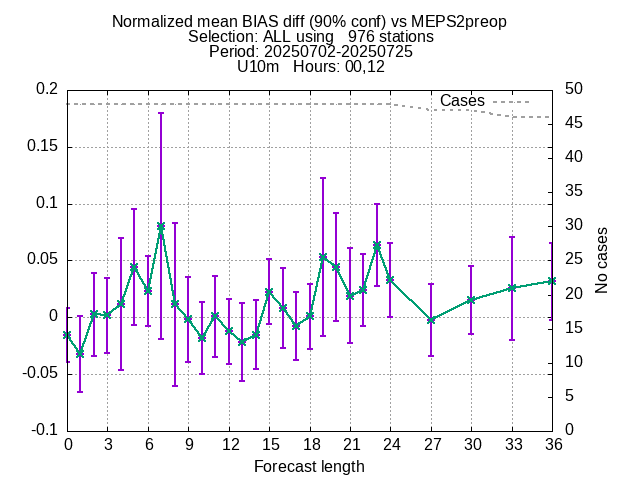 Normalized mean BIAS diff (90% conf) vs MEPS2preop
Selection: ALL using   976 stations
Period: 20250702-20250725
U10m   Hours: 00,12
Cases
0.2
0.15
0.1
0.05
0
-0.05
-0.1
50
45
40
35
30
25
20
15
10
5
0
No cases
0 3 6 9 12 15 18 21 24 27 30 33 36
Forecast length